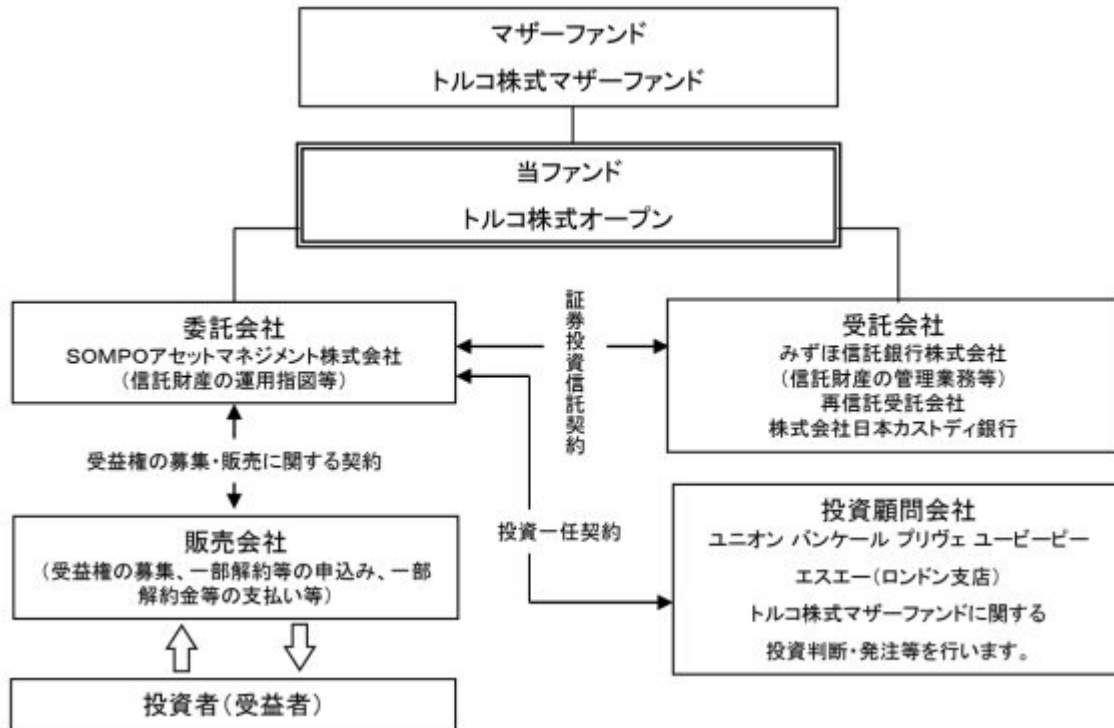 マザーファンド
トルコ株式マザーファンド
当ファンド
トルコ株式オープン
委託会社
SOMPOアセットマネジメント株式会社
(信託財産の運用指図等)
証券投資信託契約
受託会社
みずほ信託銀行株式会社
(信託財産の管理業務等)
再信託受託会社
株式会社日本カストディ銀行
受益権の募集・販売に関する契約
投資一任契約
販売会社
(受益権の募集、一部解約等の申込み、一部
解約金等の支払い等)
投資顧問会社
ユニオン バンケール プリヴェ ユービーピー
エスエー(ロンドン支店)
トルコ株式マザーファンドに関する
投資判断・発注等を行います。
投資者(受益者)